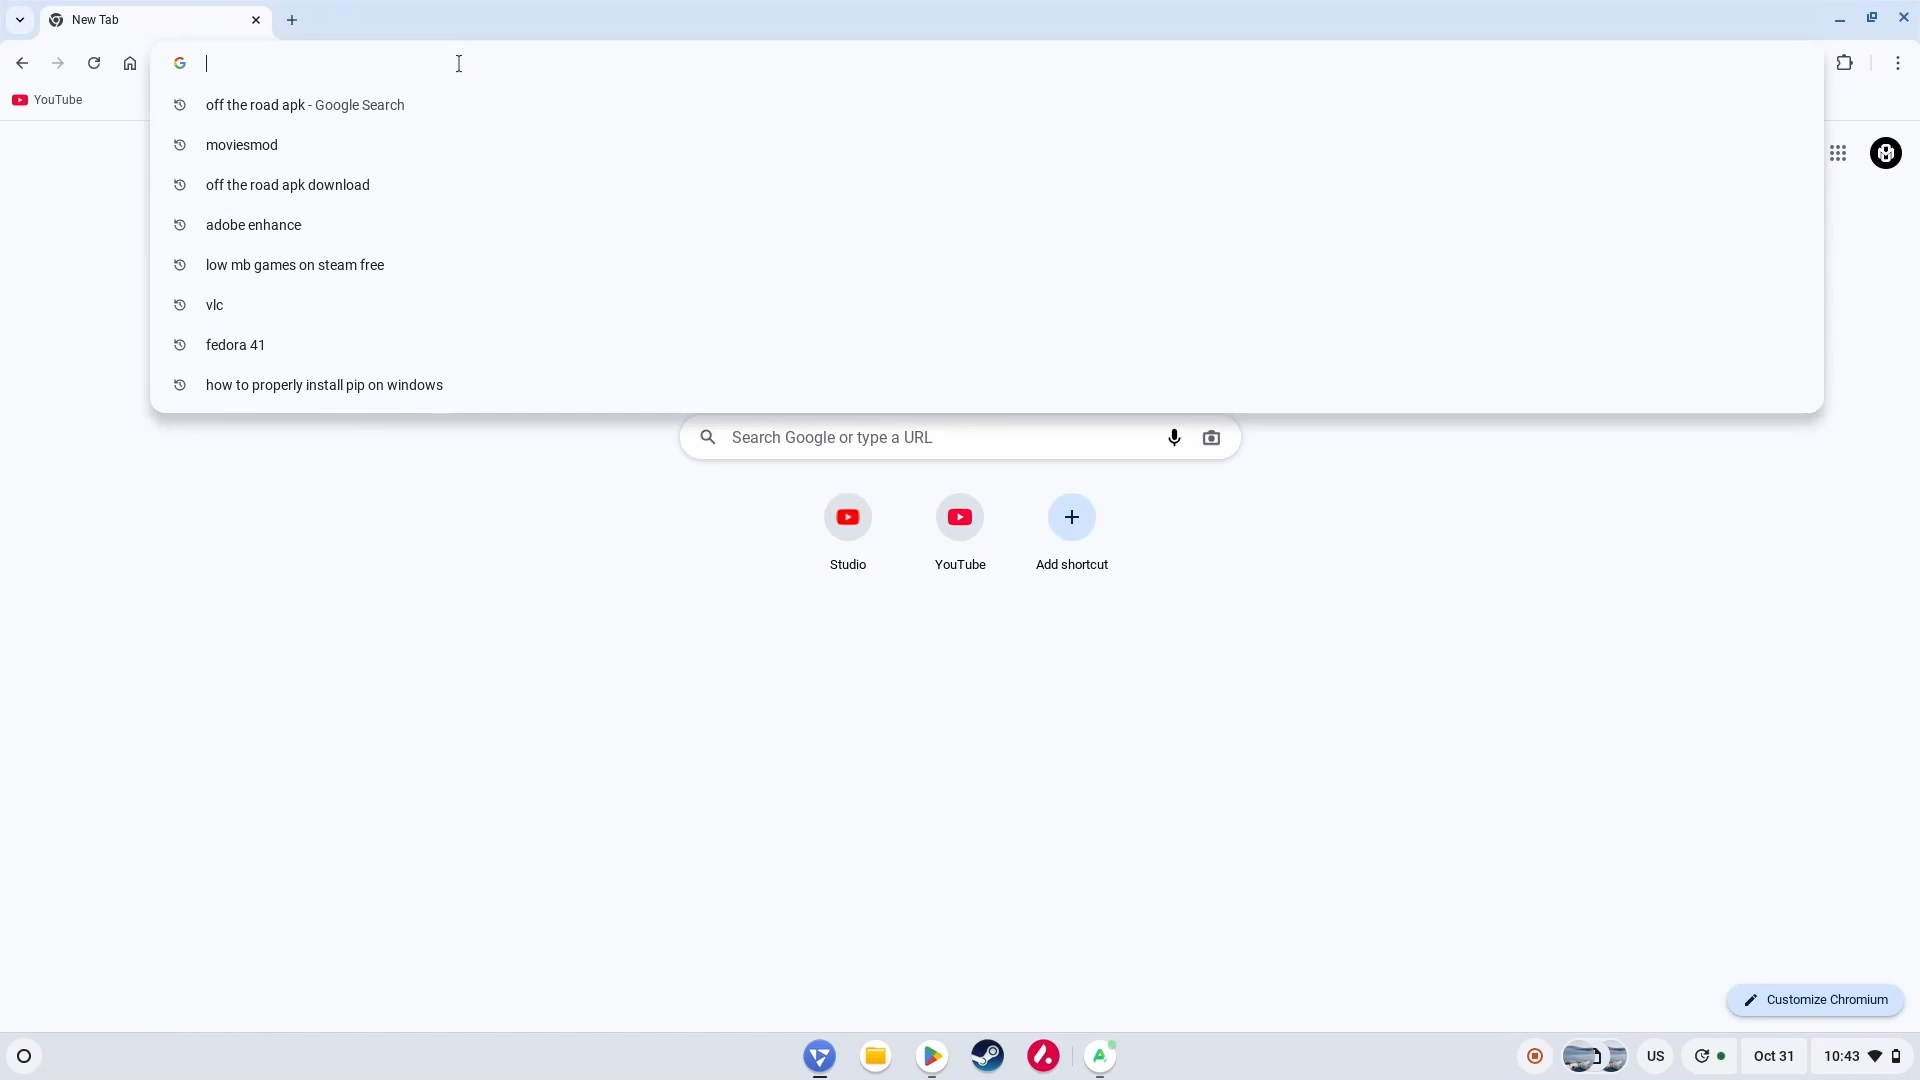 New Tab
YouTube
off the road apk - Google Search
moviesmod
off the road apk download
adobe enhance
low mb games on steam free
vlc
fedora 41
how to properly install pip on windows
Search Google or type a URL
Studio
YouTube
Add shortcut
Customize Chromium
US
Oct 31
10:43